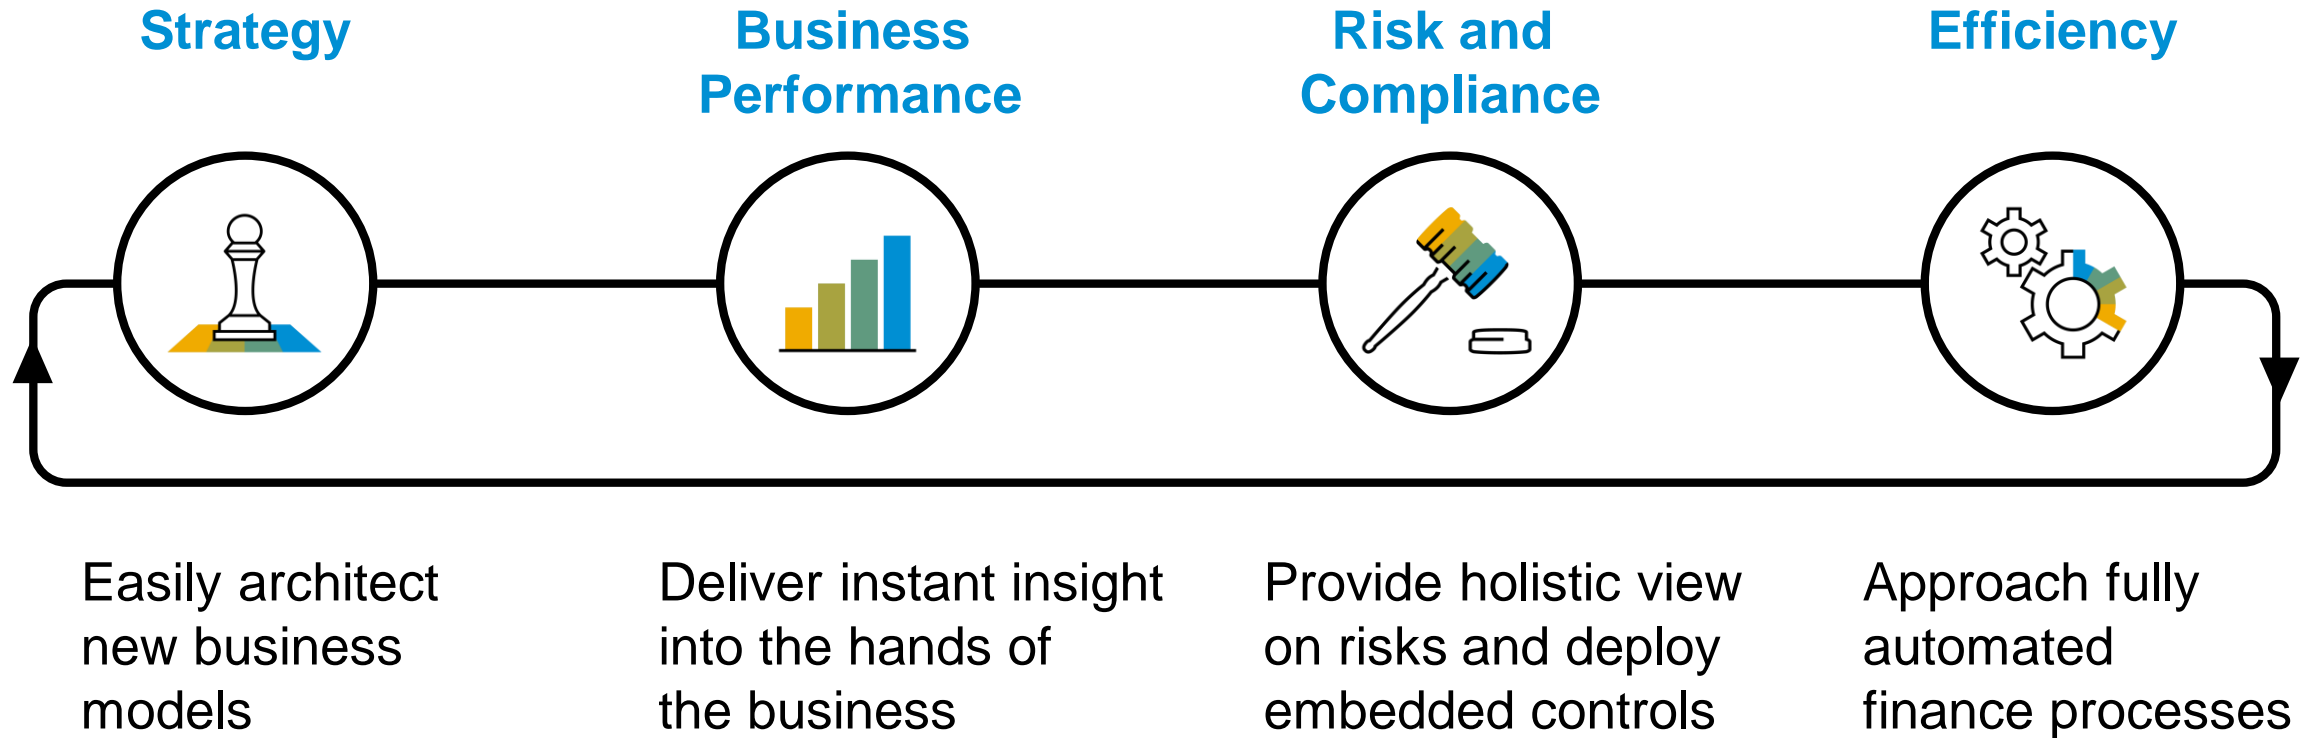 Strategy
Business
Performance
Risk and
Compliance
Efficiency
Easily architect
new business
models
Deliver instant insight
into the hands of
the business
Provide holistic view
on risks and deploy
embedded controls
Approach fully
automated
finance processes